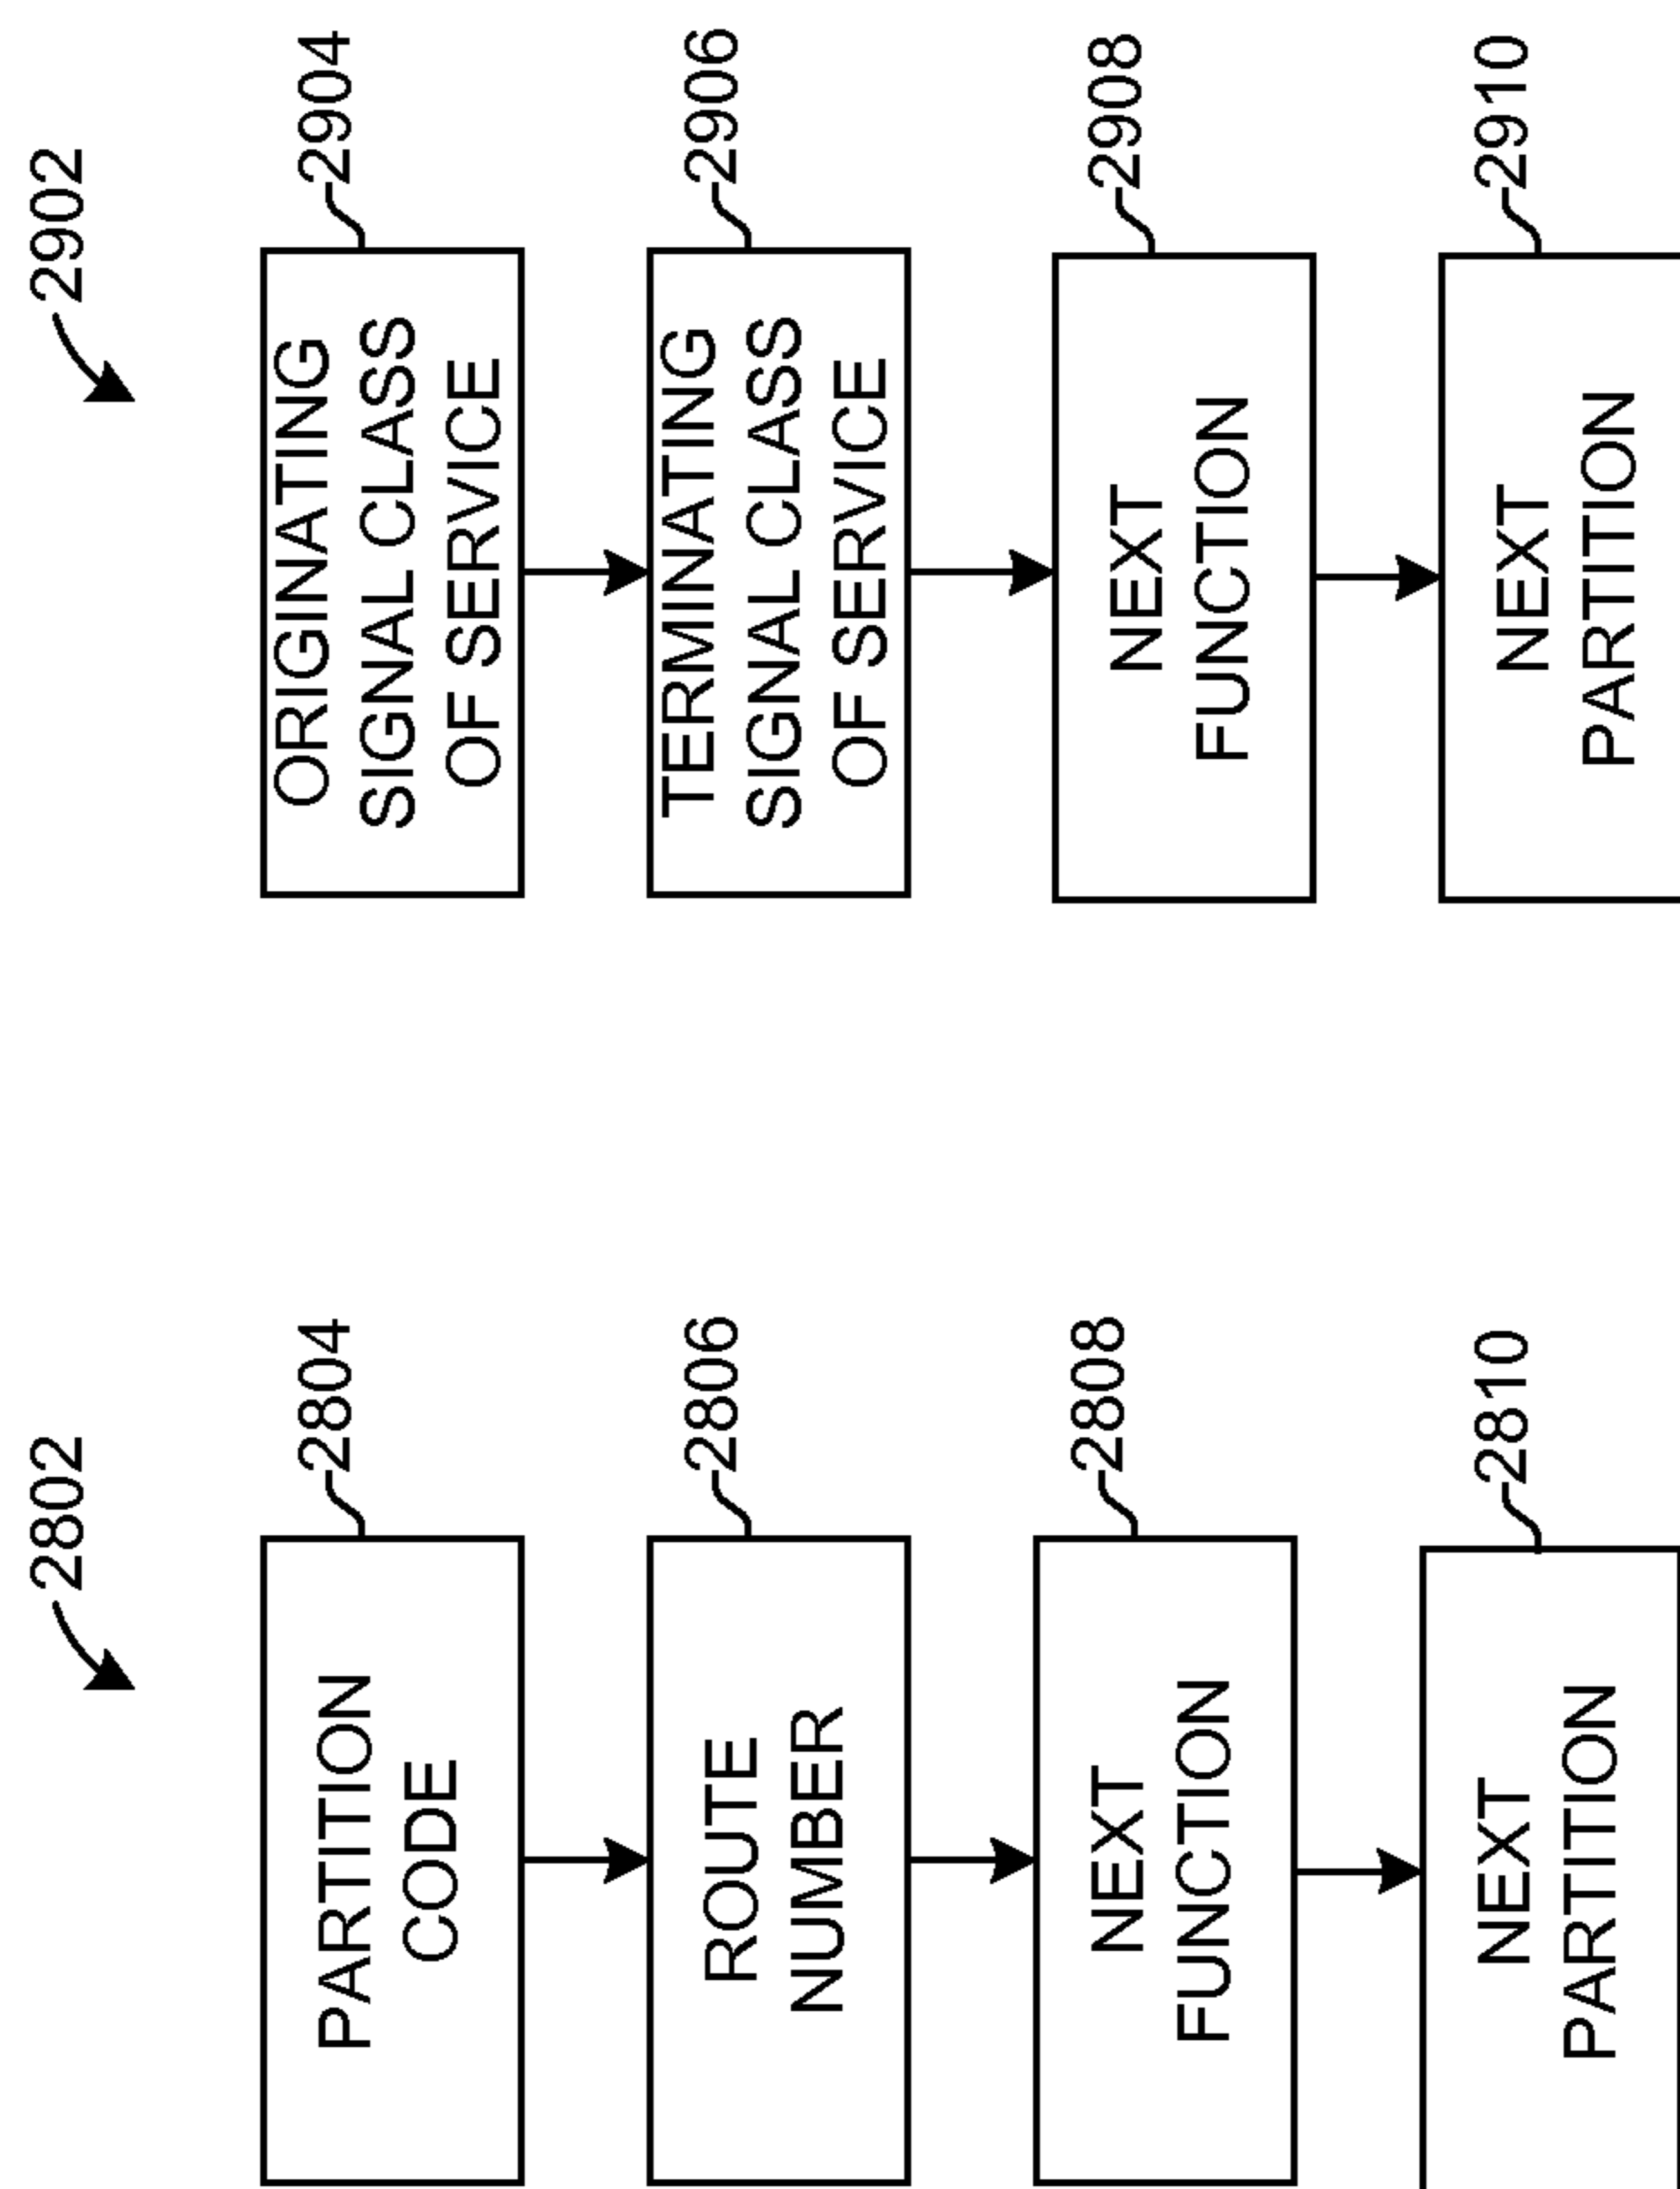 2802
PARTITION
CODE
2804
ROUTE
NUMBER
2806
NEXT
FUNCTION
2808
NEXT
PARTITION
2810
2902
ORIGINATING
SIGNAL CLASS
OF SERVICE
2904
TERMINATING
SIGNAL CLASS
OF SERVICE
2906
NEXT
FUNCTION
2908
NEXT
PARTITION
2910